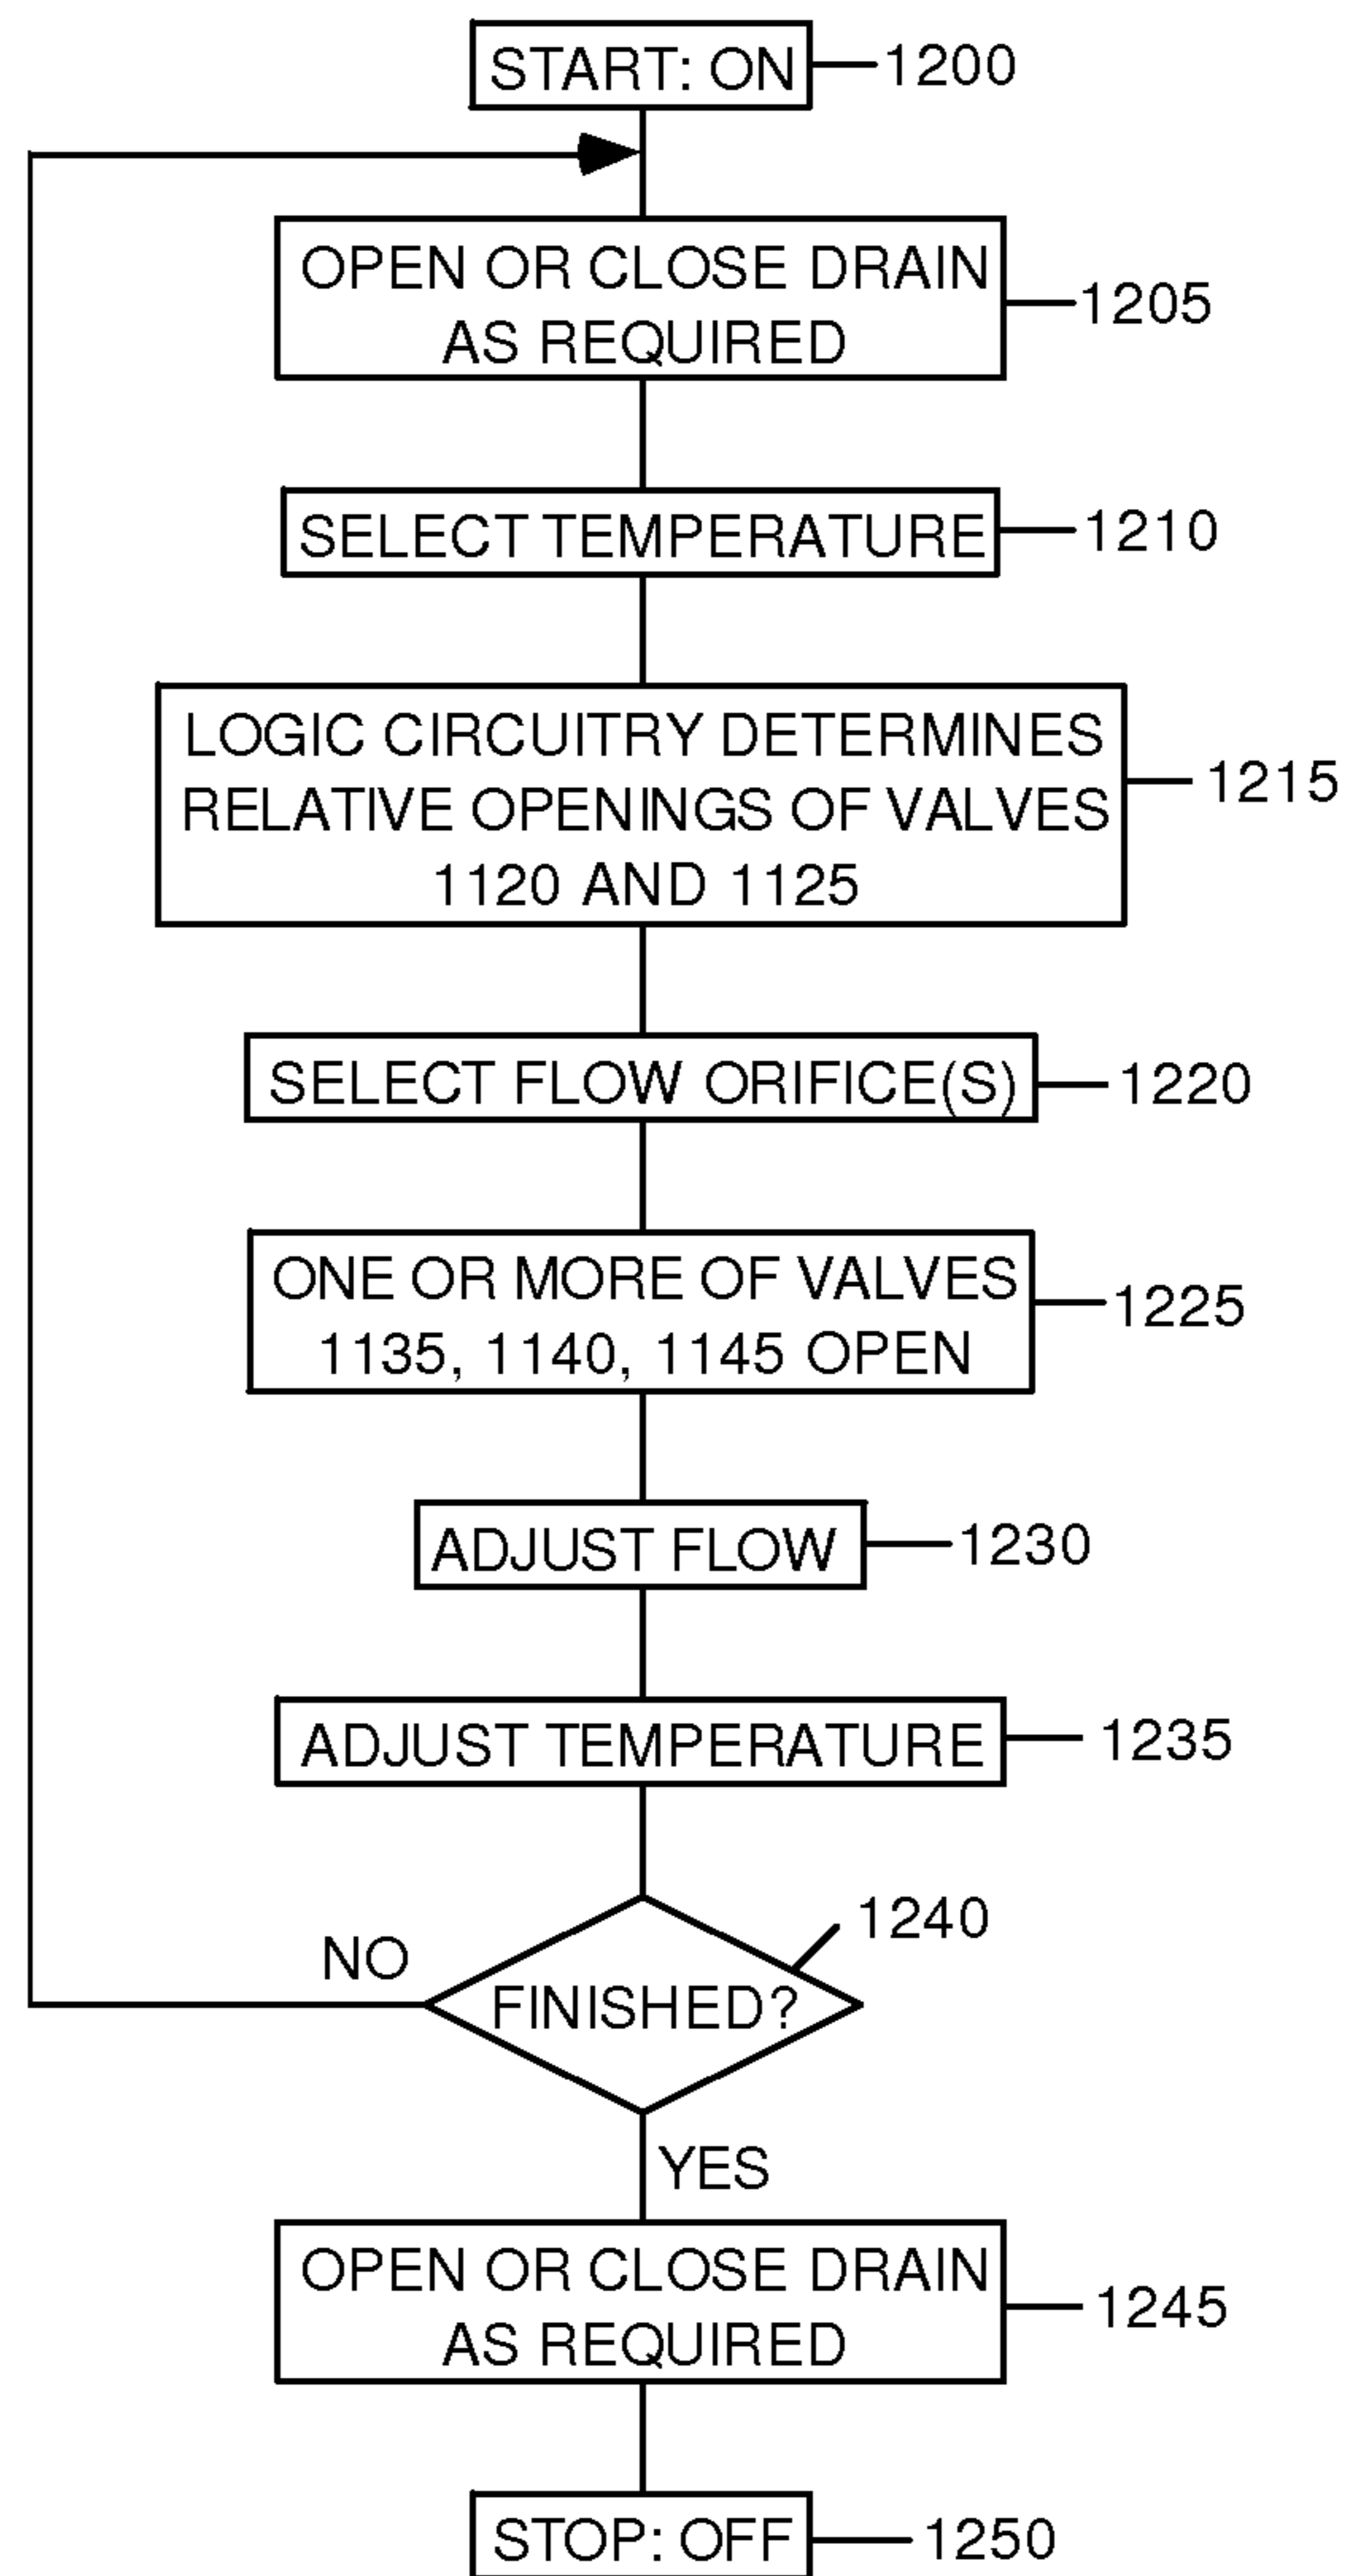 START: ON
1200
OPEN OR CLOSE DRAIN
AS REQUIRED
1205
SELECT TEMPERATURE
1210
LOGIC CIRCUITRY DETERMINES
RELATIVE OPENINGS OF VALVES
1120 AND 1125
1215
SELECT FLOW ORIFICE(S)
1220
ONE OR MORE OF VALVES
1135, 1140, 1145 OPEN
1225
ADJUST FLOW
1230
ADJUST TEMPERATURE
1235
1240
NO
FINISHED?
YES
OPEN OR CLOSE DRAIN
AS REQUIRED
1245
STOP: OFF
1250